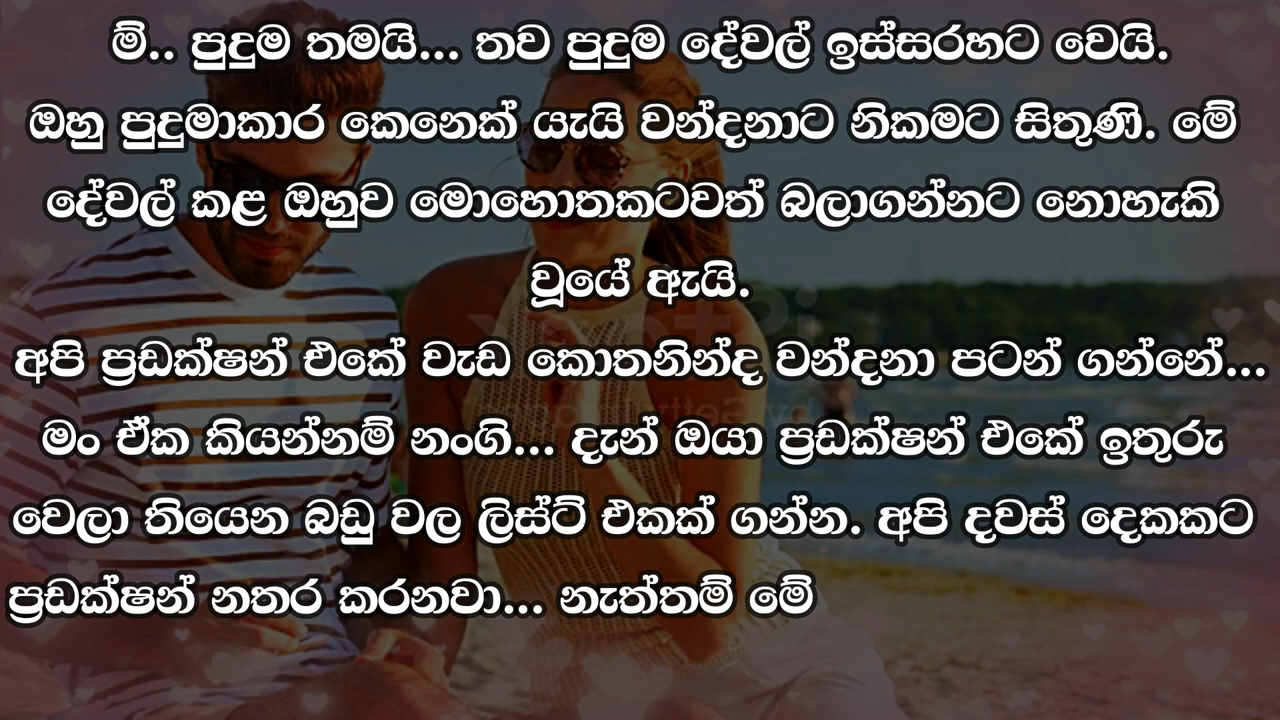 ම්.. පුදුම තමයි... තව පුදුම දේවල් ඉස්සරහට වෙයි.
ඔහු පුදුමාකාර කෙනෙක් යැයි වන්දනාට නිකමට සිතුණි. මේ
දේවල් කළ ඔහුව මොහොතකටවත් බලාගන්නට නොහැකි
වූයේ ඇයි.
අපි ප්‍රඩක්ෂන් එකේ වැඩ කොතනින්ද වන්දනා පටන් ගන්නේ...
මං ඒක කියන්නම් නංගි... දැන් ඔයා ප්‍රඩක්ෂන් එකේ ඉතුරු
වෙලා තියෙන බඩු වල ලිස්ට් එකක් ගන්න. අපි දවස් දෙකකට
ප්‍රඩක්ෂන් නතර කරනවා... නැත්තම් මේ